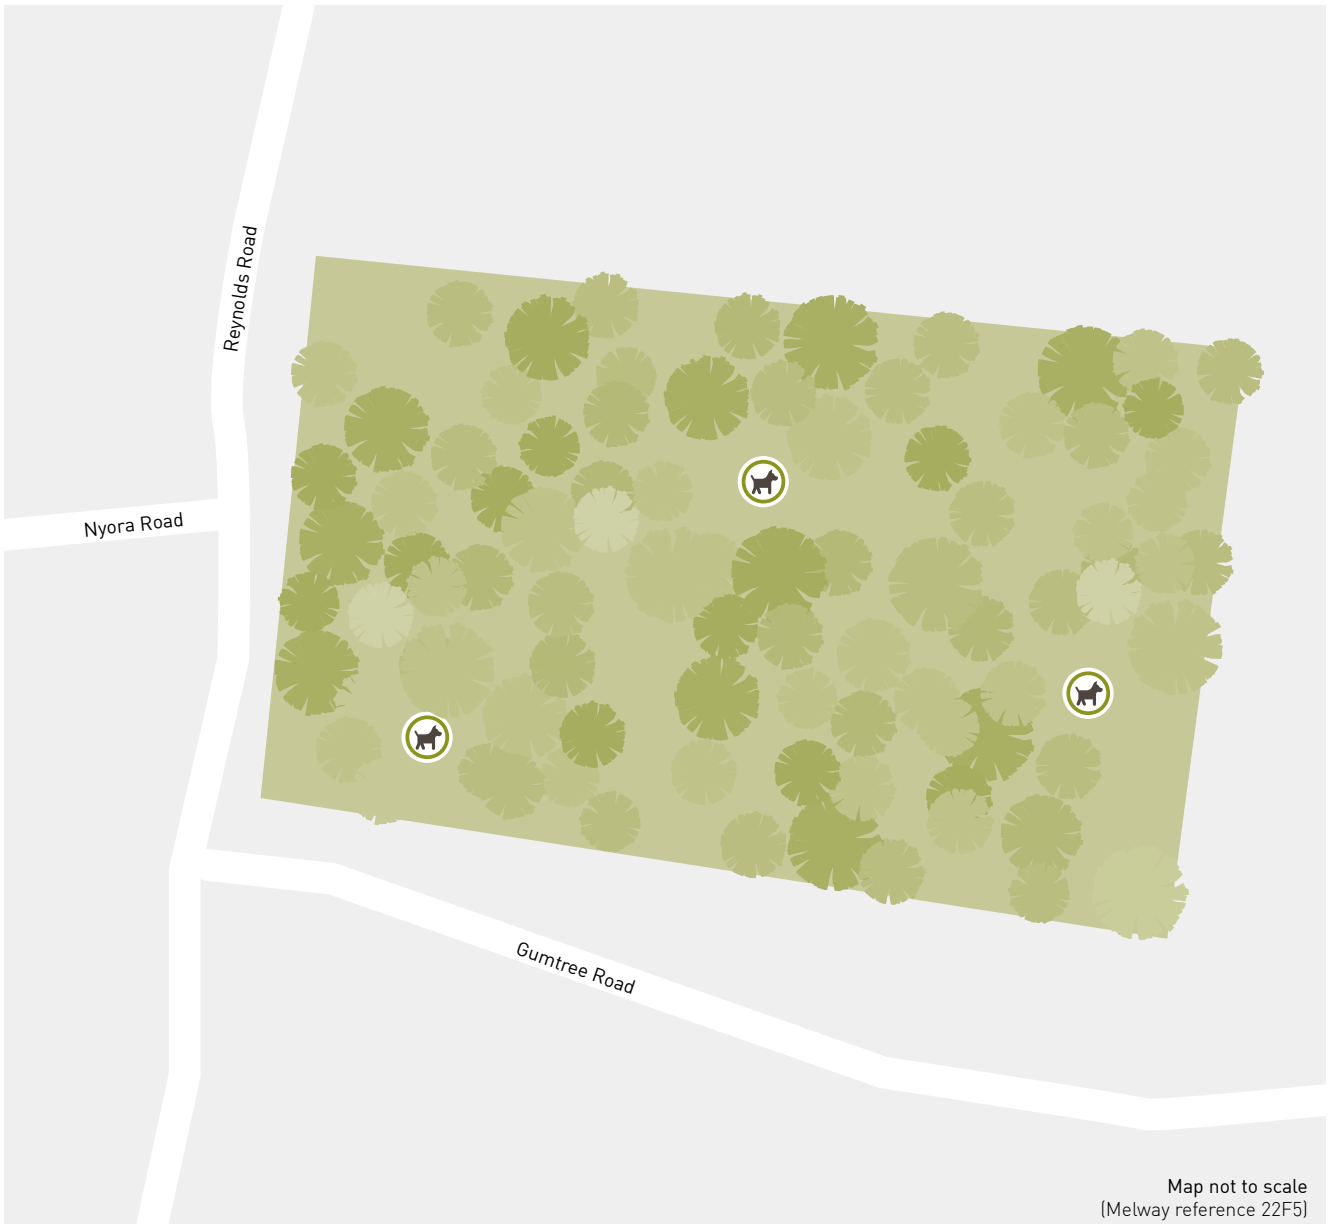 Reynolds Road
Nyora Road
Gumtree Road
Map not to scale
(Melway reference 22F5)